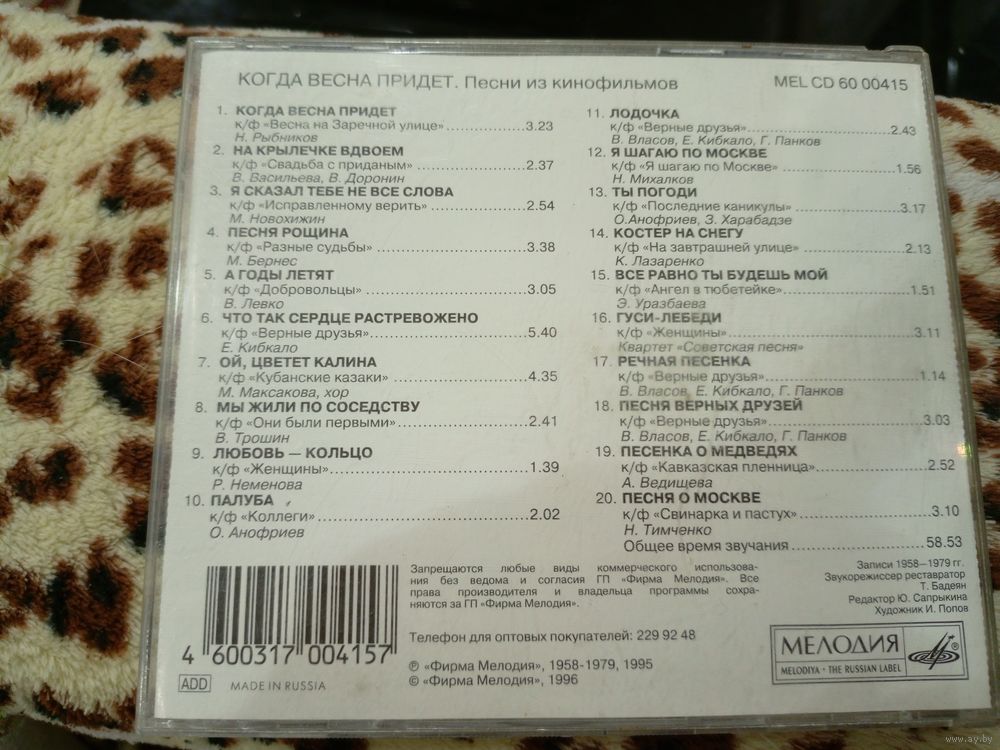 КОГДА ВЕСНА ПРИДЕТ. Песни из кинофильмов
MEL CD 60 00415
1. КОГДА ВЕСНА ПРИДЕТ
к/ф «Весна на Заречной улице»..................3.23
Н. Рыбников
2. НА КРЫЛЕЧКЕ ВДВОЕМ
к/ф «Свадьба с приданым» ..................2.37
В. Васильева, В. Доронин
3. Я СКАЗАЛ ТЕБЕ НЕ ВСЕ СЛОВА
к/ф «Исправленному верить» ..................2.54
М. Новохижин
4. ПЕСНЯ РОЩИНА
к/ф «Разные судьбы» ..................3.38
М. Бернес
5. А ГОДЫ ЛЕТЯТ
к/ф «Добровольцы» ..................3.05
В. Левко
6. ЧТО ТАК СЕРДЦЕ РАСТРЕВОЖЕНО
к/ф «Верные друзья»..................5.40
Е. Кибкало
7. ОЙ, ЦВЕТЕТ КАЛИНА
к/ф «Кубанские казаки» ..................4.35
М. Максакова, хор
8. МЫ ЖИЛИ ПО СОСЕДСТВУ
к/ф «Они были первыми»..................2.41
В. Трошин
9. ЛЮБОВЬ — КОЛЬЦО
к/ф «Женщины»..................1.39
Р. Неменова
10. ПАЛУБА
к/ф «Коллеги»..................2.02
О. Анофриев
11. ЛОДОЧКА
к/ф «Верные друзья»..................2.43
В. Власов, Е. Кибкало, Г. Панков
12. Я ШАГАЮ ПО МОСКВЕ
к/ф «Я шагаю по Москве» ..................1.56
Н. Михалков
13. ТЫ ПОГОДИ
к/ф «Последние каникулы» ..................3.17
О.Анофриев, З. Харабадзе
14. КОСТЕР НА СНЕГУ
к/ф «На завтрашней улице» ..................2.13
К. Лазаренко
15. ВСЕ РАВНО ТЫ БУДЕШЬ МОЙ
к/ф «Ангел в тюбетейке» ..................1.51
Э. Уразбаева
16. ГУСИ-ЛЕБЕДИ
к/ф «Женщины» ..................3.11
Квартет «Советская песня»
17. РЕЧНАЯ ПЕСЕНКА
к/ф «Верные друзья»..................1.14
В. Власов, Е. Кибкало, Г. Панков
18. ПЕСНЯ ВЕРНЫХ ДРУЗЕЙ
к/ф «Верные друзья»..................3.03
В. Власов, Е. Кибкало, Г. Панков
19. ПЕСЕНКА О МЕДВЕДЯХ
к/ф «Кавказская пленница»..................2.52
А. Ведищева
20. ПЕСНЯ О МОСКВЕ
к/ф «Свинарка и пастух»..................3.10
Н. Тимченко
Общее время звучания..................58.53
Запрещаются любые виды коммерческого использова-
ния без ведома и согласия ГП «Фирма Мелодия». Все
права производителя и владельца программы сохра-
няются за ГП «Фирма Мелодия».
Записи 1958–1979 гг.
Звукорежиссер реставратор
Т. Бадеян
Редактор Ю. Сапрыкина
Художник И. Попов
Телефон для оптовых покупателей: 229 92 48
4 600317 004157
ADD MADE IN RUSSIA
℗ «Фирма Мелодия», 1958-1979, 1995
© «Фирма Мелодия», 1996
МЕЛОДИЯ ®
MELODIYA · THE RUSSIAN LABEL
www.ay.by